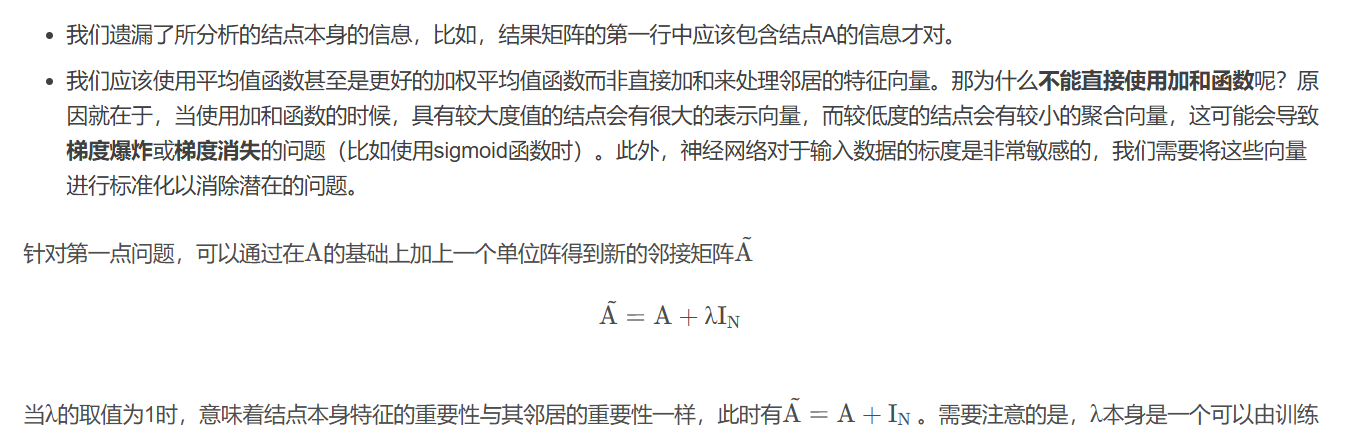 • 我们遗漏了所分析的结点本身的信息，比如，结果矩阵的第一行中应该包含结点A的信息才对。
• 我们应该使用平均值函数甚至是更好的加权平均值函数而非直接加和来处理邻居的特征向量。那为什么不能直接使用加和函数呢？原
因就在于，当使用加和函数的时候，具有较大度值的结点会有很大的表示向量，而较低度的结点会有较小的聚合向量，这可能会导致
梯度爆炸或梯度消失的问题（比如使用sigmoid函数时）。此外，神经网络对于输入数据的标度是非常敏感的，我们需要将这些向量
进行标准化以消除潜在的问题。
针对第一点问题，可以通过在A的基础上加上一个单位阵得到新的邻接矩阵Ã
Ã = A + λI_N
当λ的取值为1时，意味着结点本身特征的重要性与其邻居的重要性一样，此时有Ã = A + I_N 。需要注意的是，λ本身是一个可以由训练